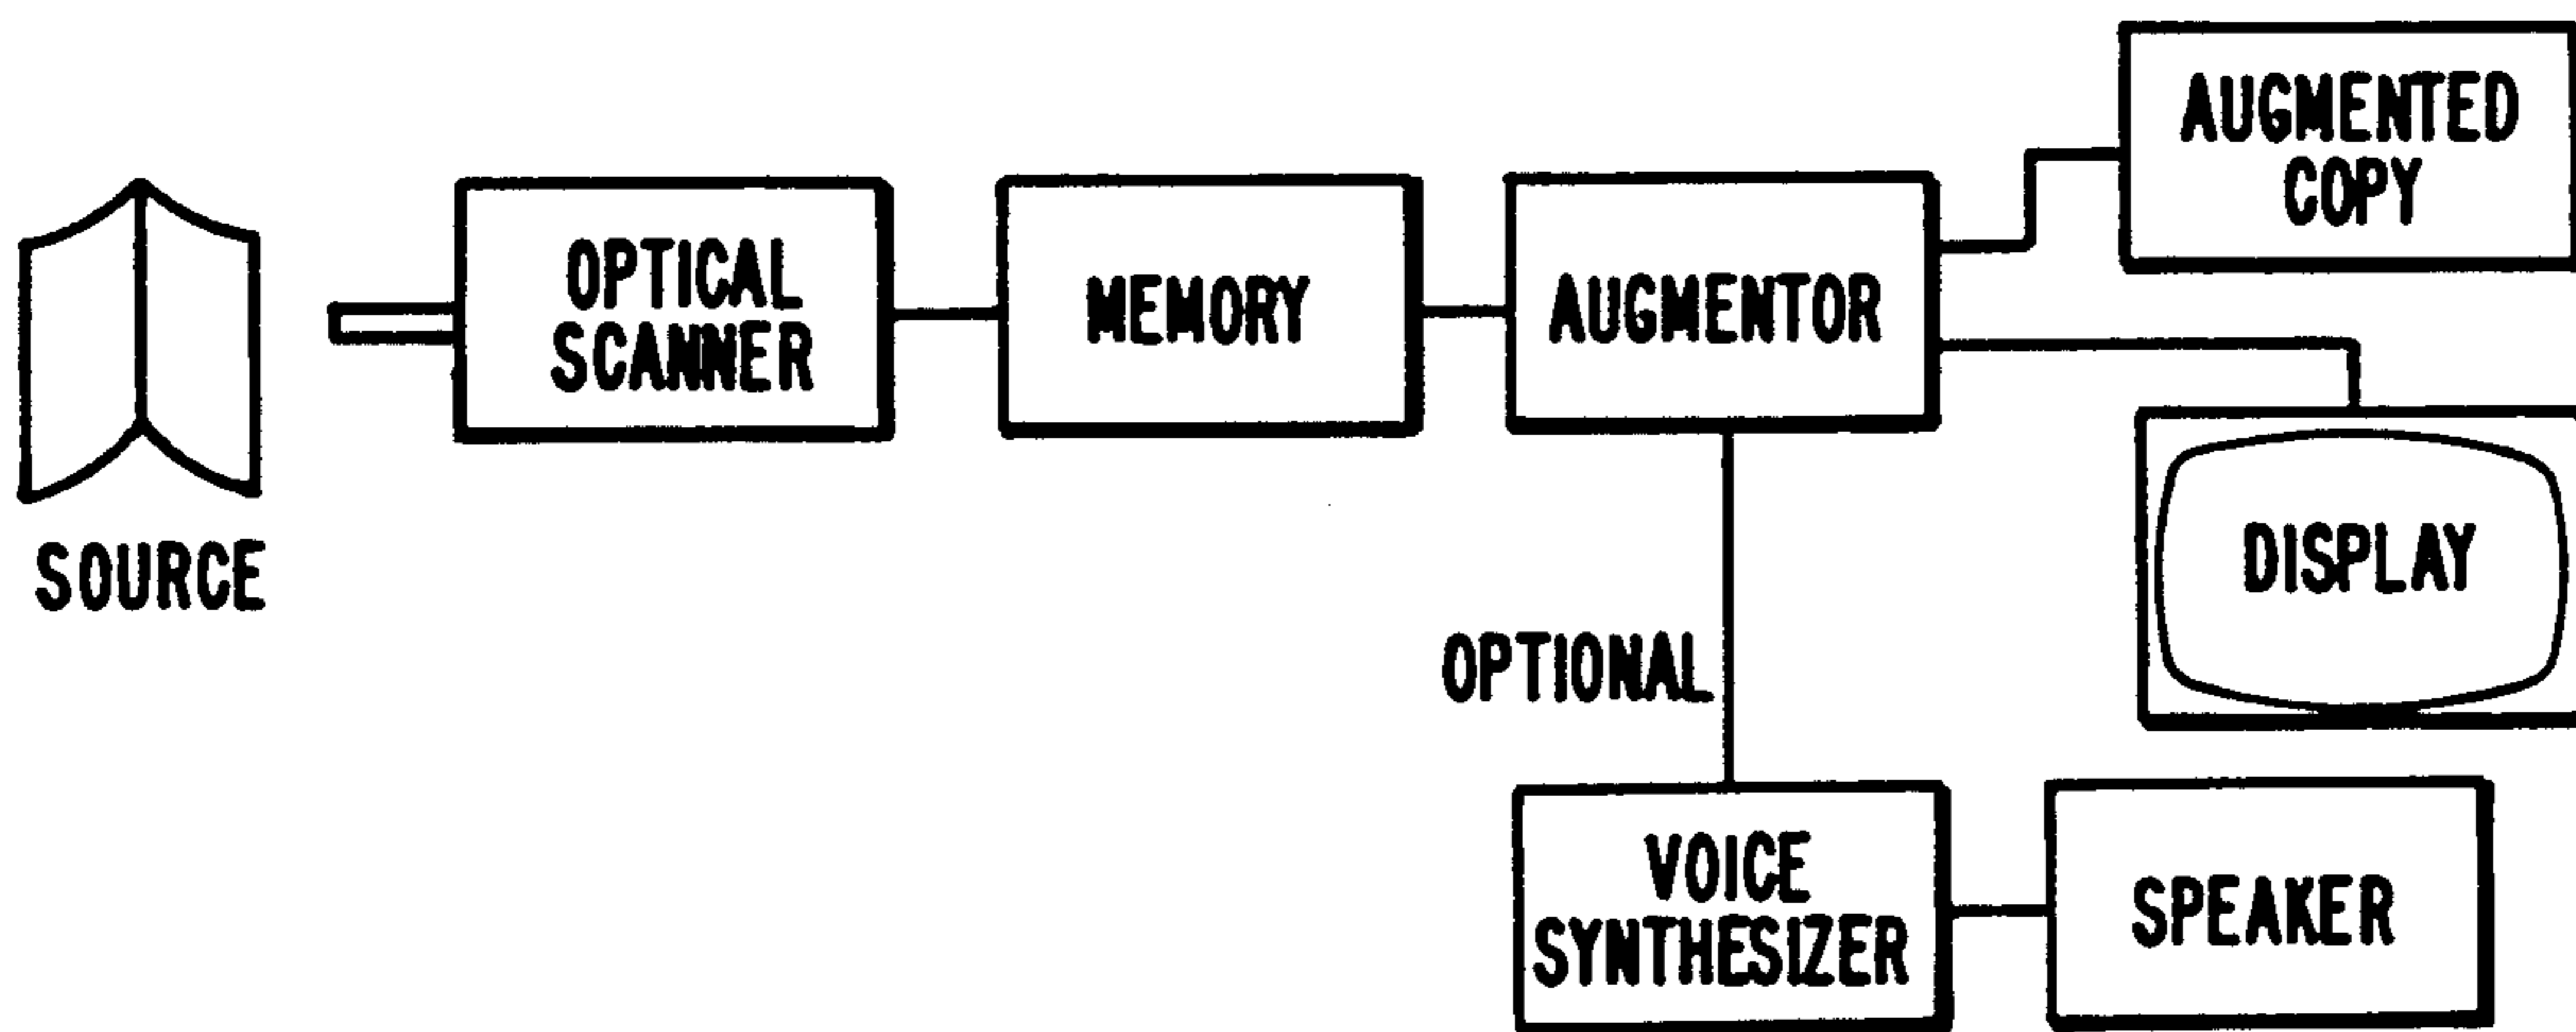 AUGMENTED
COPY
OPTICAL
SCANNER
MEMORY
AUGMENTOR
SOURCE
DISPLAY
OPTIONAL
VOICE
SYNTHESIZER
SPEAKER